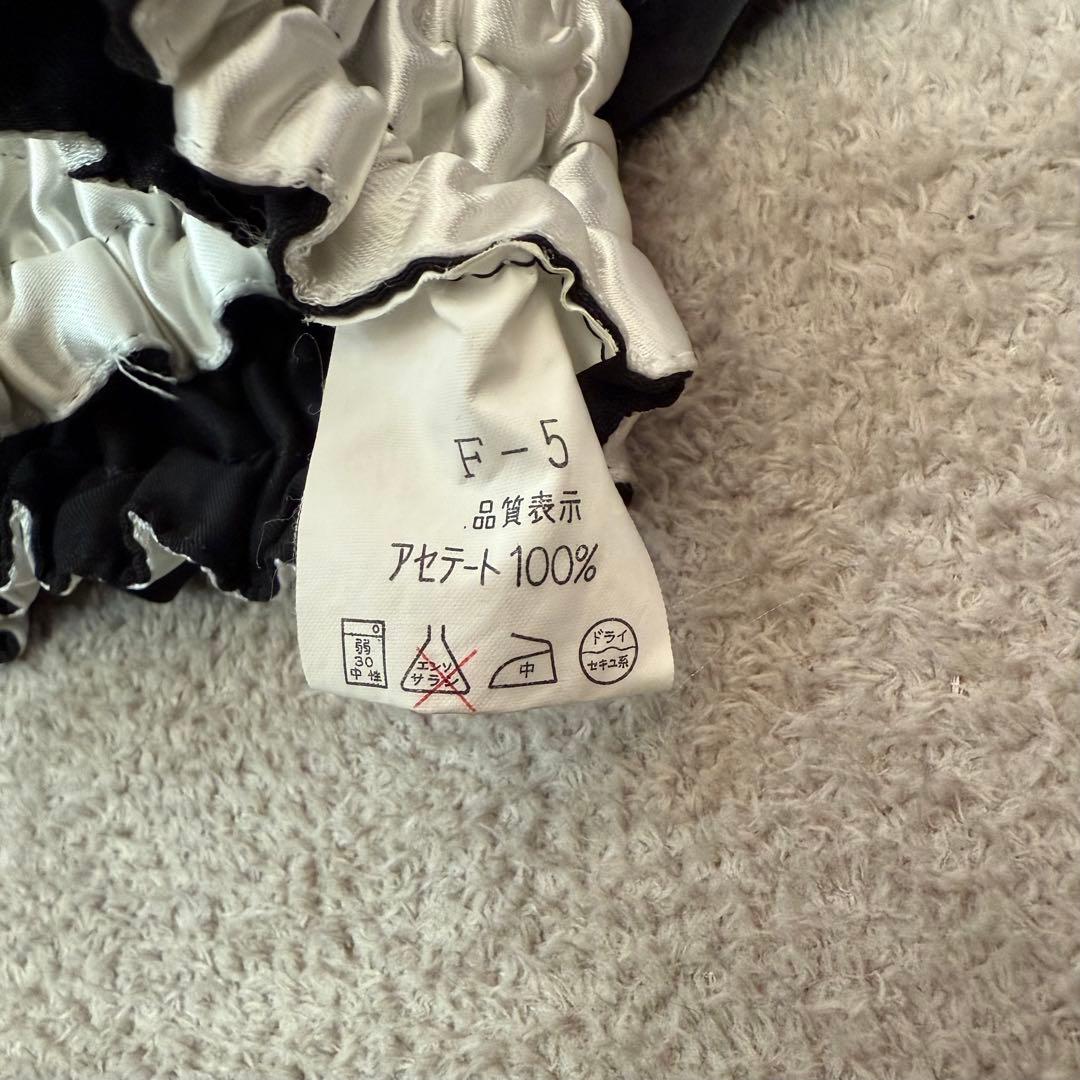 F-5
品質表示
アセテート100%
弱
30
中性
エンソ
サラシ
中
ドライ
セキユ系